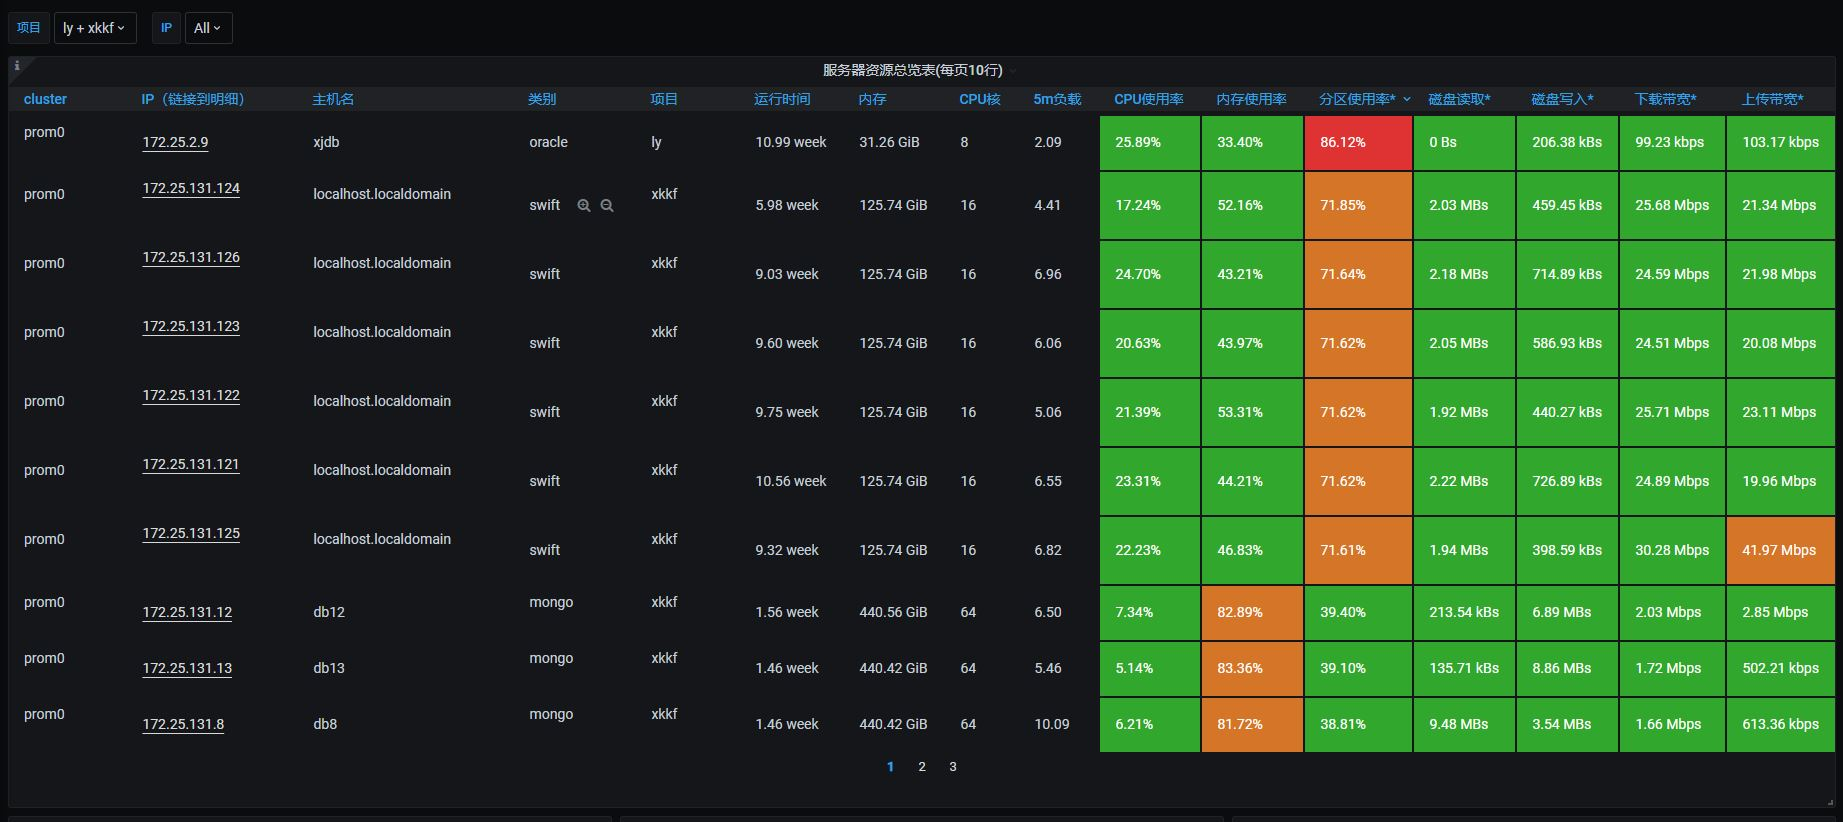 项目 ly + xkkf IP All
服务器资源总览表(每页10行)
cluster IP（链接到明细） 主机名 类别 项目 运行时间 内存 CPU核 5m负载 CPU使用率 内存使用率 分区使用率* 磁盘读取* 磁盘写入* 下载带宽* 上传带宽*
prom0 172.25.2.9 xjdb oracle ly 10.99 week 31.26 GiB 8 2.09 25.89% 33.40% 86.12% 0 Bs 206.38 kBs 99.23 kbps 103.17 kbps
prom0 172.25.131.124 localhost.localdomain swift xkkf 5.98 week 125.74 GiB 16 4.41 17.24% 52.16% 71.85% 2.03 MBs 459.45 kBs 25.68 Mbps 21.34 Mbps
prom0 172.25.131.126 localhost.localdomain swift xkkf 9.03 week 125.74 GiB 16 6.96 24.70% 43.21% 71.64% 2.18 MBs 714.89 kBs 24.59 Mbps 21.98 Mbps
prom0 172.25.131.123 localhost.localdomain swift xkkf 9.60 week 125.74 GiB 16 6.06 20.63% 43.97% 71.62% 2.05 MBs 586.93 kBs 24.51 Mbps 20.08 Mbps
prom0 172.25.131.122 localhost.localdomain swift xkkf 9.75 week 125.74 GiB 16 5.06 21.39% 53.31% 71.62% 1.92 MBs 440.27 kBs 25.71 Mbps 23.11 Mbps
prom0 172.25.131.121 localhost.localdomain swift xkkf 10.56 week 125.74 GiB 16 6.55 23.31% 44.21% 71.62% 2.22 MBs 726.89 kBs 24.89 Mbps 19.96 Mbps
prom0 172.25.131.125 localhost.localdomain swift xkkf 9.32 week 125.74 GiB 16 6.82 22.23% 46.83% 71.61% 1.94 MBs 398.59 kBs 30.28 Mbps 41.97 Mbps
prom0 172.25.131.12 db12 mongo xkkf 1.56 week 440.56 GiB 64 6.50 7.34% 82.89% 39.40% 213.54 kBs 6.89 MBs 2.03 Mbps 2.85 Mbps
prom0 172.25.131.13 db13 mongo xkkf 1.46 week 440.42 GiB 64 5.46 5.14% 83.36% 39.10% 135.71 kBs 8.86 MBs 1.72 Mbps 502.21 kbps
prom0 172.25.131.8 db8 mongo xkkf 1.46 week 440.42 GiB 64 10.09 6.21% 81.72% 38.81% 9.48 MBs 3.54 MBs 1.66 Mbps 613.36 kbps
1 2 3